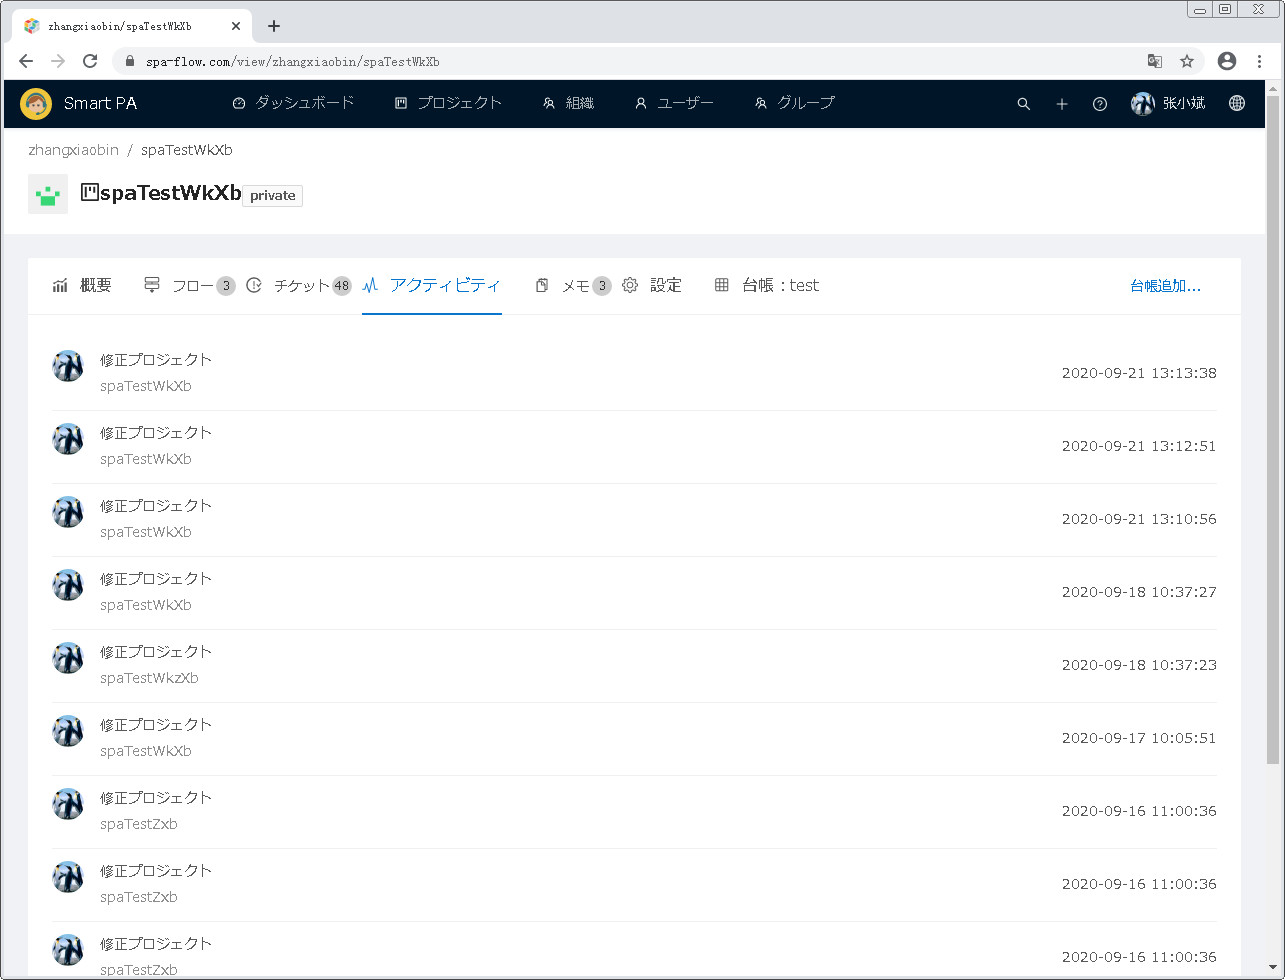 zhangxiaobin/spaTestWkXb
spa-flow.com/view/zhangxiaobin/spaTestWkXb
Smart PA ダッシュボード プロジェクト 組織 ユーザー グループ 张小斌
zhangxiaobin / spaTestWkXb
spaTestWkXb private
概要 フロー 3 チケット 48 アクティビティ メモ 3 設定 台帳：test 台帳追加...
修正プロジェクト
spaTestWkXb
2020-09-21 13:13:38
修正プロジェクト
spaTestWkXb
2020-09-21 13:12:51
修正プロジェクト
spaTestWkXb
2020-09-21 13:10:56
修正プロジェクト
spaTestWkXb
2020-09-18 10:37:27
修正プロジェクト
spaTestWkzXb
2020-09-18 10:37:23
修正プロジェクト
spaTestWkXb
2020-09-17 10:05:51
修正プロジェクト
spaTestZxb
2020-09-16 11:00:36
修正プロジェクト
spaTestZxb
2020-09-16 11:00:36
修正プロジェクト
spaTestZxb
2020-09-16 11:00:36